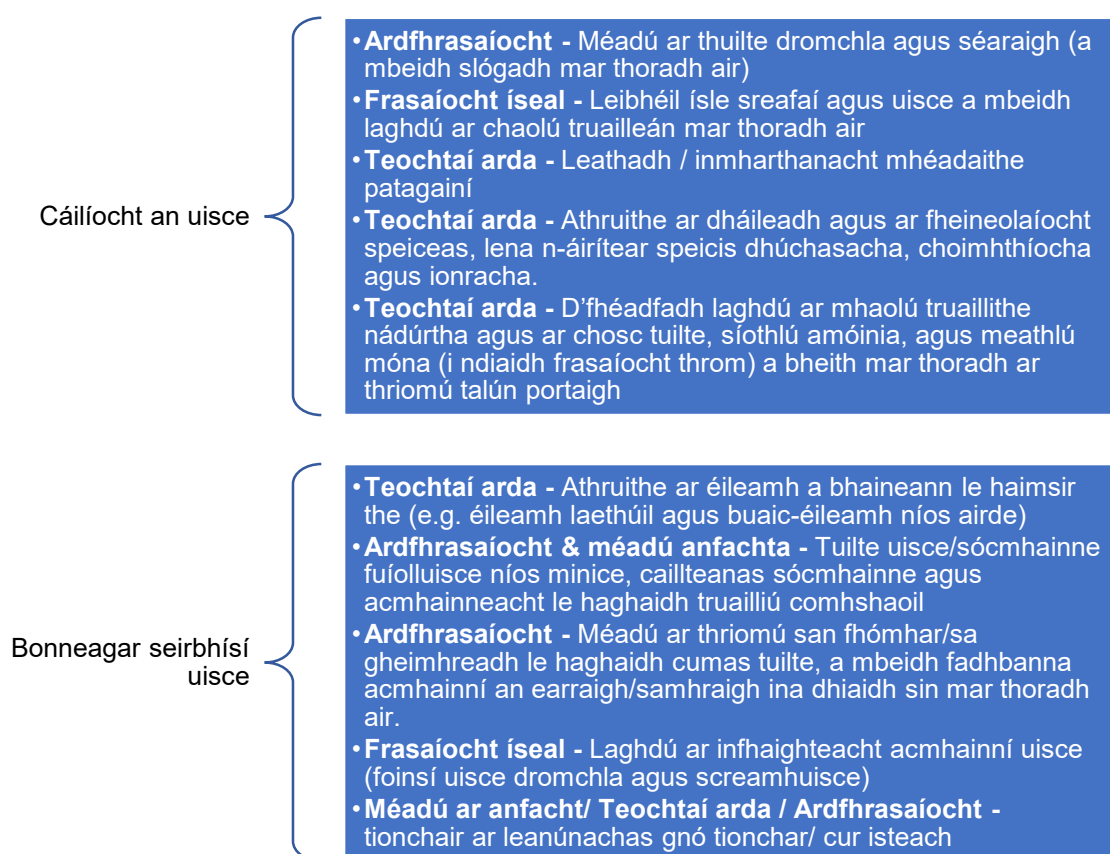 Cáilíocht an uisce
•Ardfhrasaíocht - Méadú ar thuilte dromchla agus séaraigh (a
mbeidh slógadh mar thoradh air)
•Frasaíocht íseal - Leibhéil ísle sreafaí agus uisce a mbeidh
laghdú ar chaolú truailleán mar thoradh air
•Teochtaí arda - Leathadh / inmharthanacht mhéadaithe
patagainí
•Teochtaí arda - Athruithe ar dháileadh agus ar fheineolaíocht
speiceas, lena n-áirítear speicis dhúchasacha, choimhthíocha
agus ionracha.
•Teochtaí arda - D’fhéadfadh laghdú ar mhaolú truaillithe
nádúrtha agus ar chosc tuilte, síothlú amóinia, agus meathlú
móna (i ndiaidh frasaíocht throm) a bheith mar thoradh ar
thriomú talún portaigh
Bonneagar seirbhísí
uisce
•Teochtaí arda - Athruithe ar éileamh a bhaineann le haimsir
the (e.g. éileamh laethúil agus buaic-éileamh níos airde)
•Ardfhrasaíocht & méadú anfachta - Tuilte uisce/sócmhainne
fuíolluisce níos minice, caillteanas sócmhainne agus
acmhainneacht le haghaidh truailliú comhshaoil
•Ardfhrasaíocht - Méadú ar thriomú san fhómhar/sa
gheimhreadh le haghaidh cumas tuilte, a mbeidh fadhbanna
acmhainní an earraigh/samhraigh ina dhiaidh sin mar thoradh
air.
•Frasaíocht íseal - Laghdú ar infhaighteacht acmhainní uisce
(foinsí uisce dromchla agus screamhuisce)
•Méadú ar anfacht/ Teochtaí arda / Ardfhrasaíocht -
tionchair ar leanúnachas gnó tionchar/ cur isteach